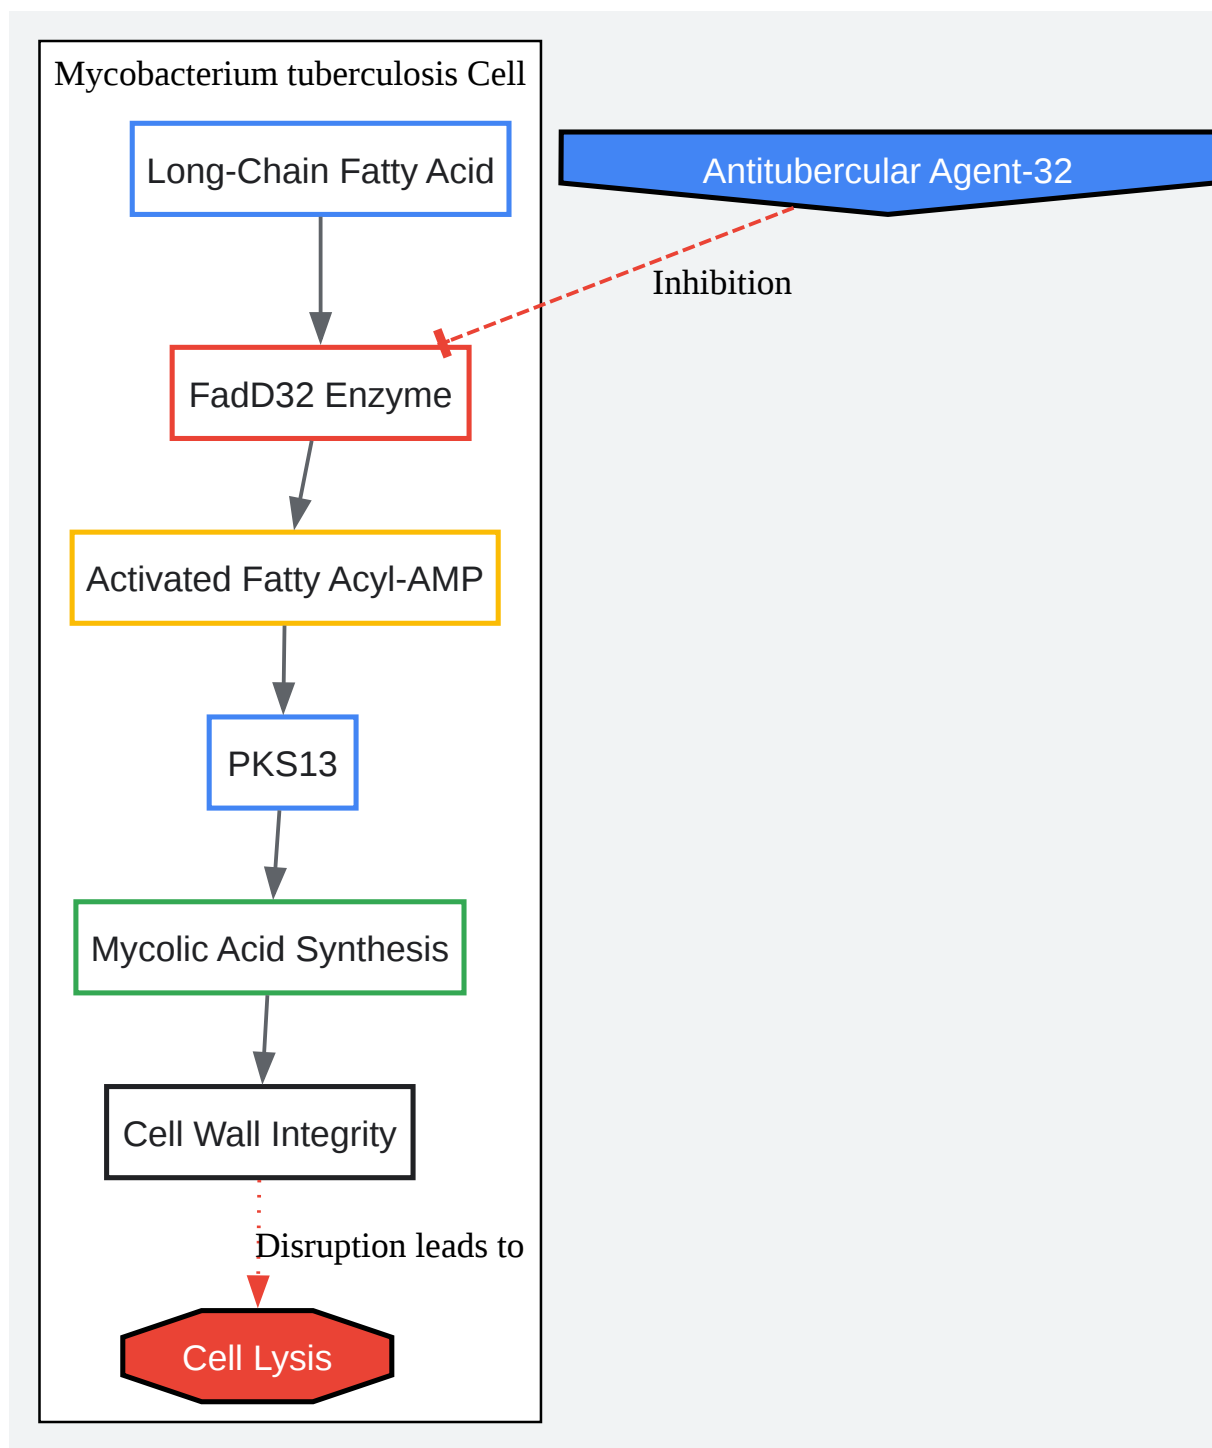 Mycobacterium tuberculosis Cell
Long-Chain Fatty Acid
Antitubercular Agent-32
Inhibition
FadD32 Enzyme
Activated Fatty Acyl-AMP
PKS13
Mycolic Acid Synthesis
Cell Wall Integrity
Disruption leads to
Cell Lysis